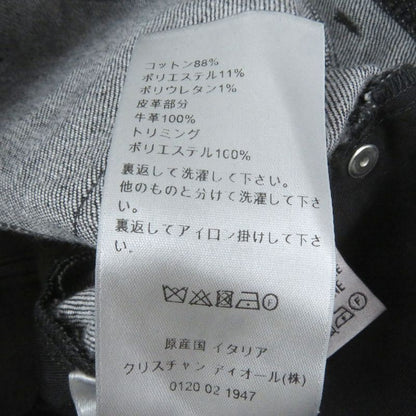 コットン88%
ポリエステル11%
ポリウレタン1%
皮革部分
牛革100%
トリミング
ポリエステル100%
裏返して洗濯して下さい。
他のものと分けて洗濯して下さい。
裏返してアイロン掛けして下さい。
原産国 イタリア
クリスチャン ディオール(株)
0120 02 1947